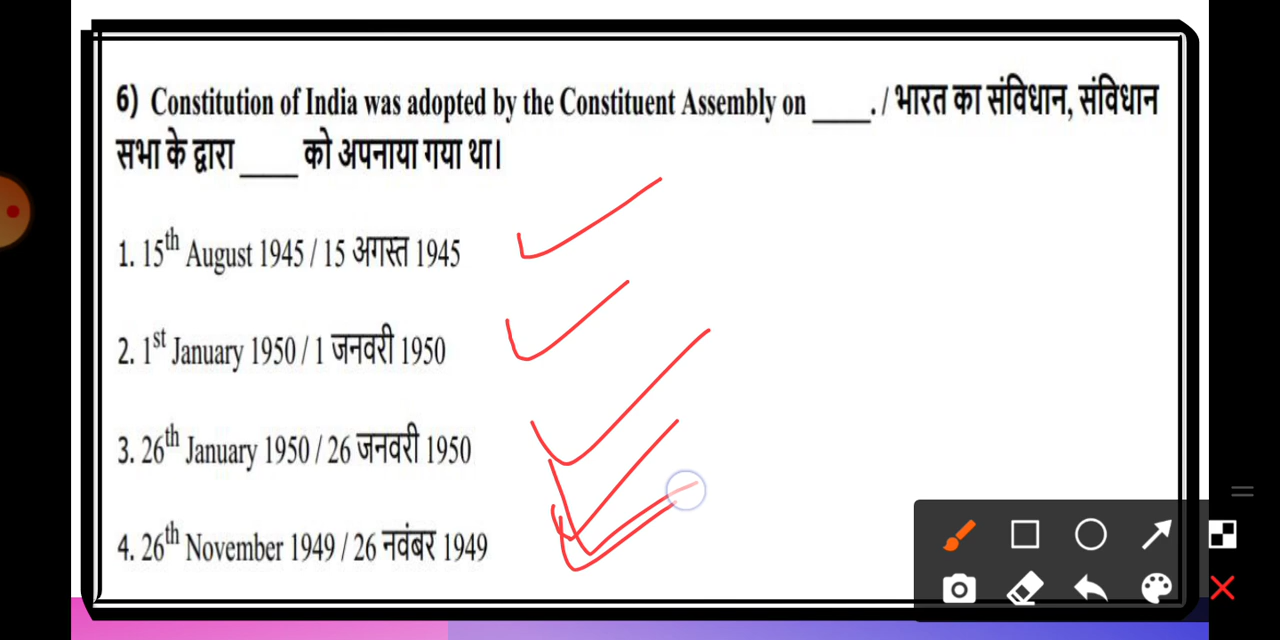 6) Constitution of India was adopted by the Constituent Assembly on ____. / भारत का संविधान, संविधान
सभा के द्वारा ____ को अपनाया गया था।
1. 15th August 1945 / 15 अगस्त 1945
2. 1st January 1950 / 1 जनवरी 1950
3. 26th January 1950 / 26 जनवरी 1950
4. 26th November 1949 / 26 नवंबर 1949